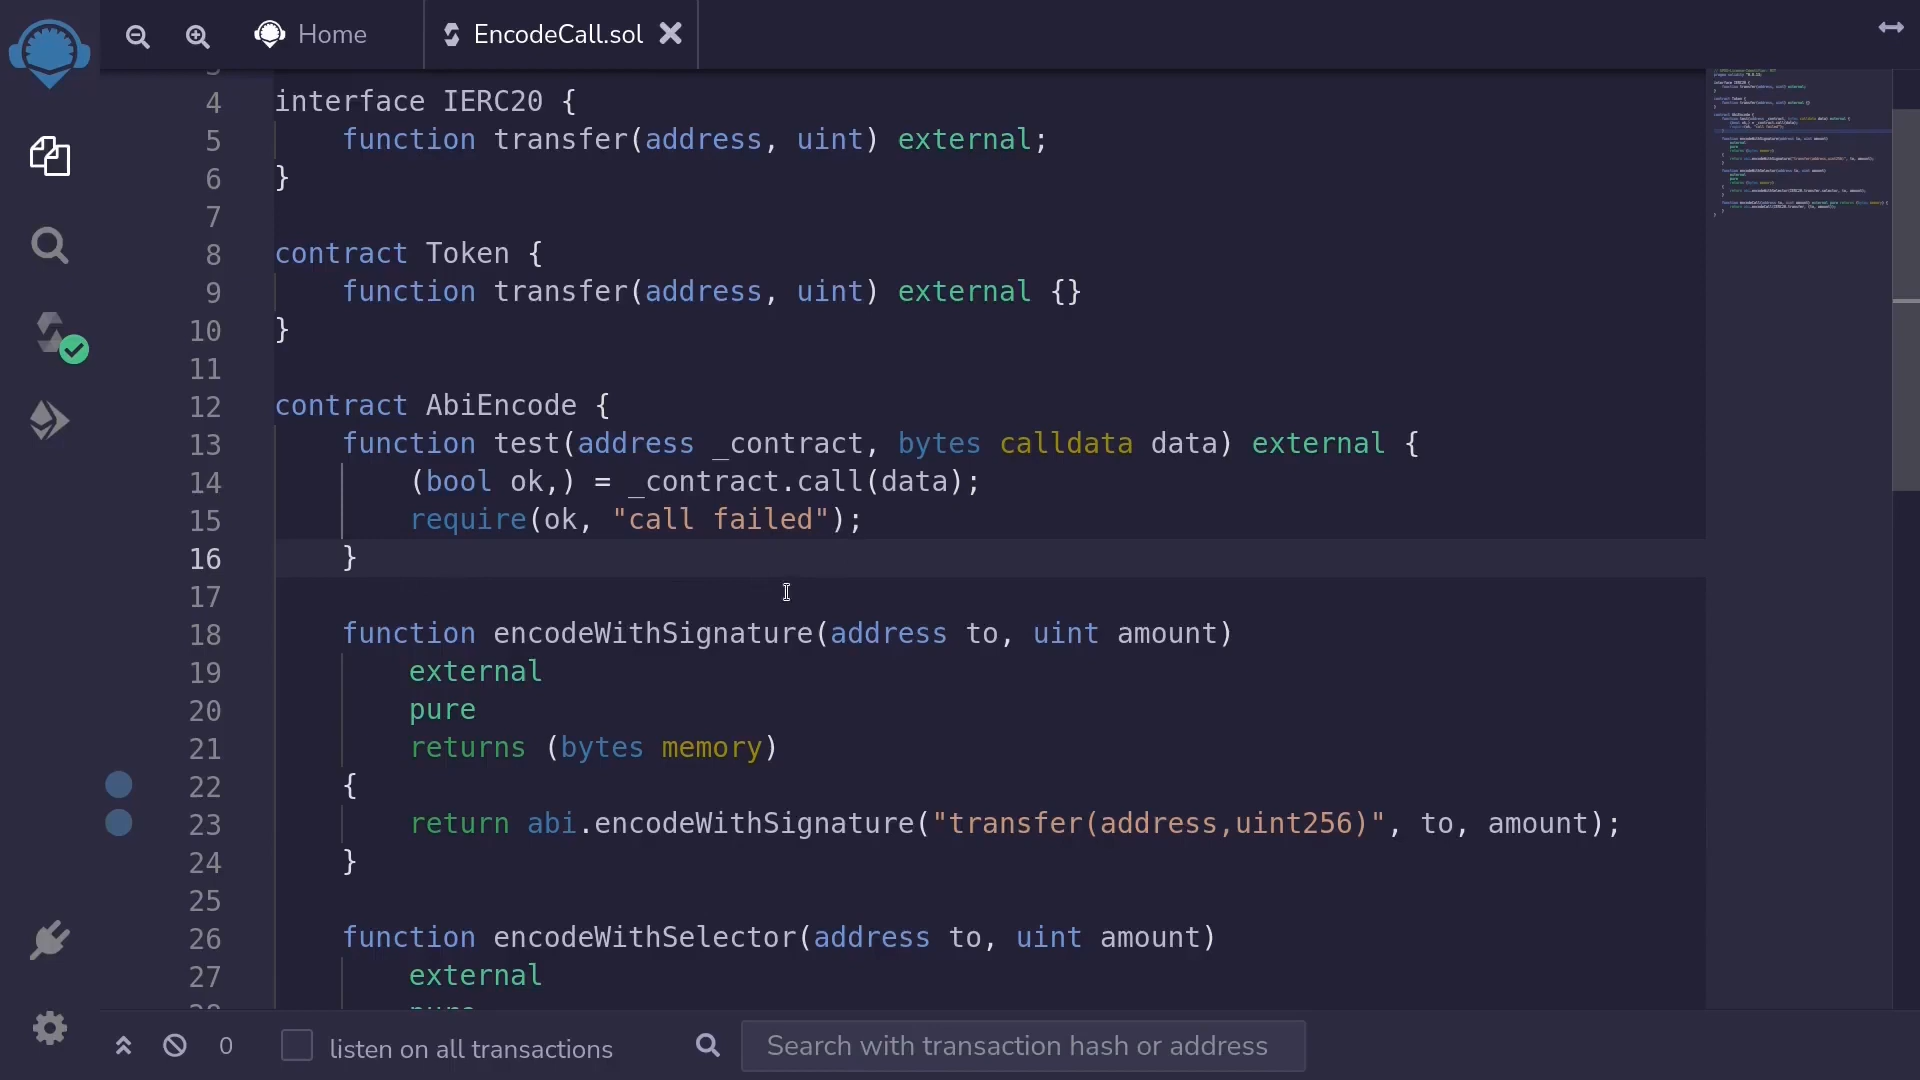 Home
EncodeCall.sol
4 interface IERC20 {
5 function transfer(address, uint) external;
6 }
7
8 contract Token {
9 function transfer(address, uint) external {}
10 }
11
12 contract AbiEncode {
13 function test(address _contract, bytes calldata data) external {
14 (bool ok,) = _contract.call(data);
15 require(ok, "call failed");
16 }
17
18 function encodeWithSignature(address to, uint amount)
19 external
20 pure
21 returns (bytes memory)
22 {
23 return abi.encodeWithSignature("transfer(address,uint256)", to, amount);
24 }
25
26 function encodeWithSelector(address to, uint amount)
27 external
0
listen on all transactions
Search with transaction hash or address